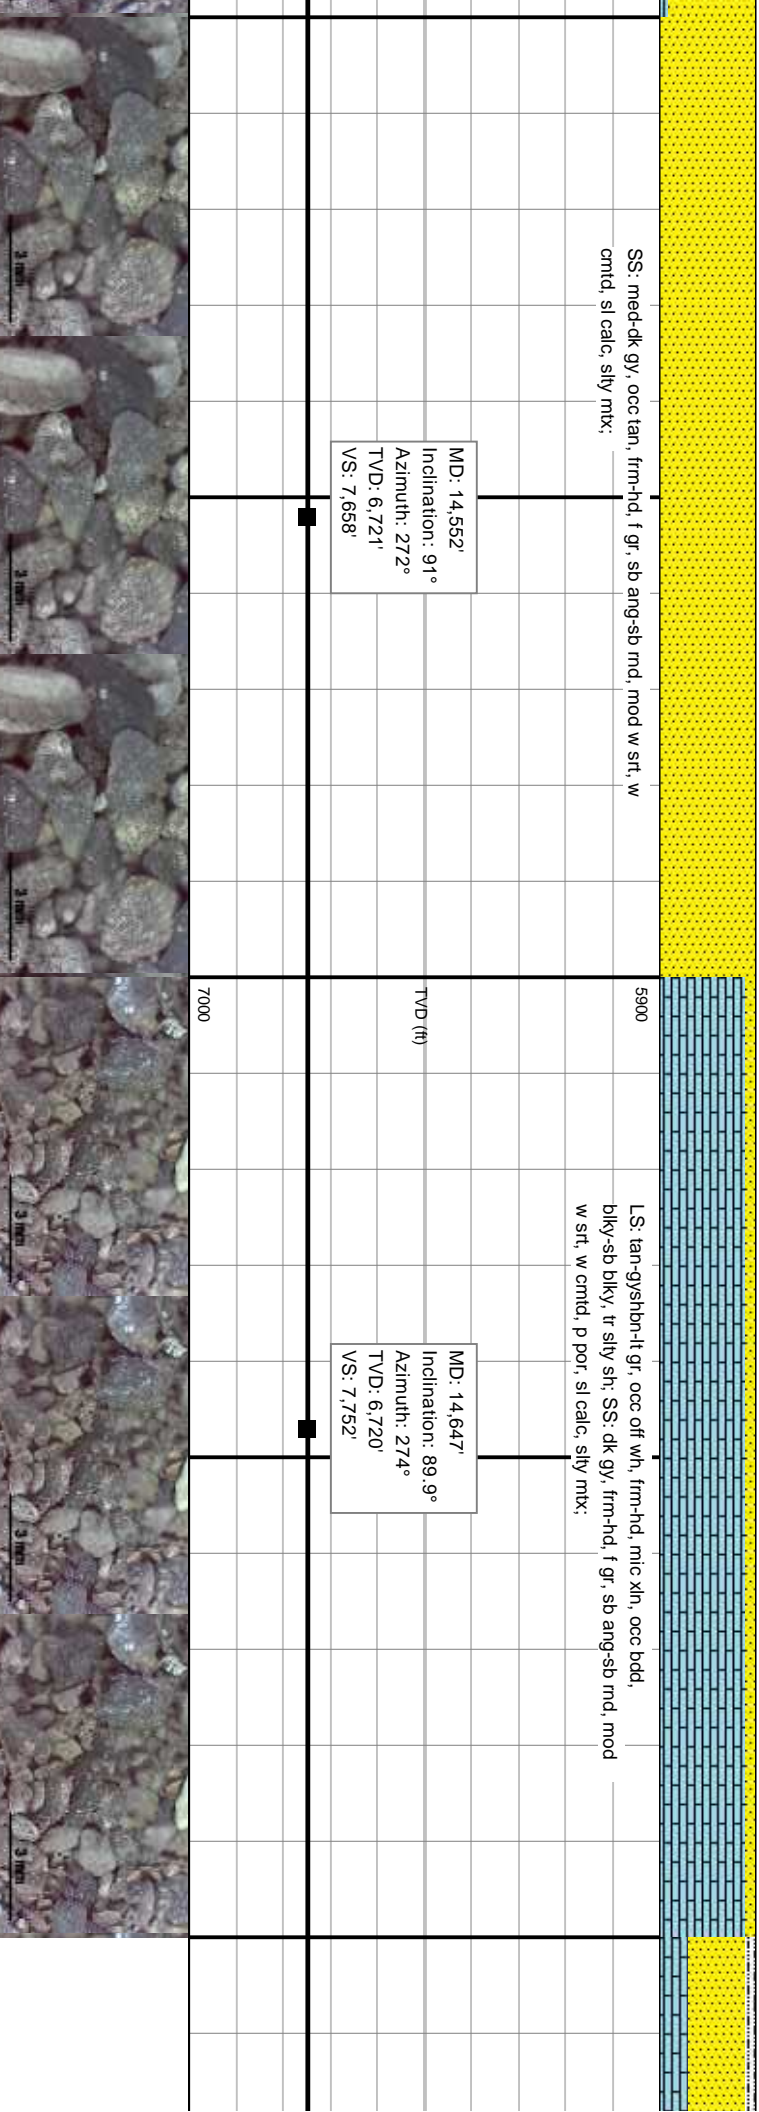 SS: med-dk gy, occ tan, frm-hd, f gr, sb ang-sb rnd, mod w srt, w
cmtd, sl calc, slty mtx;
MD: 14,552'
Inclination: 91°
Azimuth: 272°
TVD: 6,721'
VS: 7,658'
5900
TVD (ft)
7000
LS: tan-gyshbn-lt gr, occ off wh, frm-hd, mic xln, occ bdd,
blky-sb blky, tr slty sh; SS: dk gy, frm-hd, f gr, sb ang-sb rnd, mod
w srt, w cmtd, p por, sl calc, slty mtx;
MD: 14,647'
Inclination: 89.9°
Azimuth: 274°
TVD: 6,720'
VS: 7,752'
3 mm
3 mm
3 mm
3 mm
3 mm
3 mm